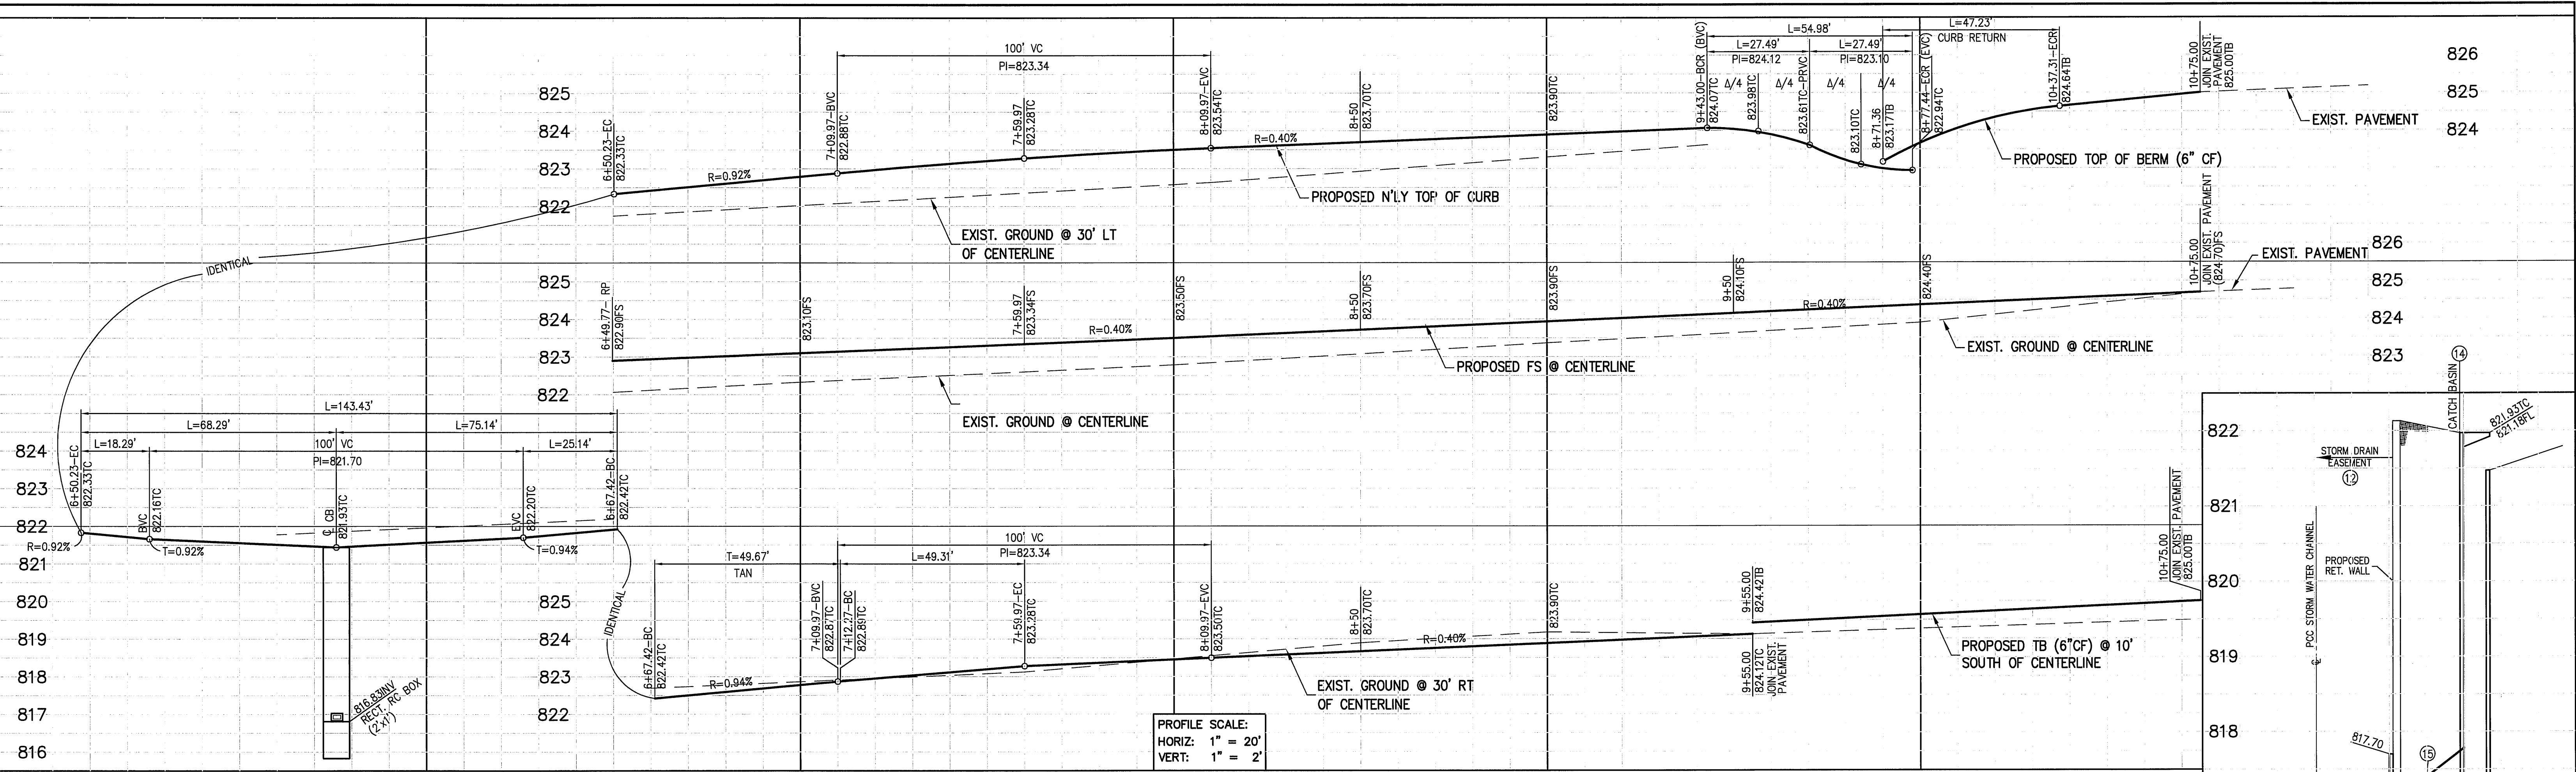 825
824
823
822
6+50.23-EC
822.33TC
R=0.92%
100' VC
PI=823.34
7+09.97-BVC
822.88TC
7+59.97
823.28TC
8+09.97-EVC
823.54TC
R=0.40%
8+50
823.70TC
823.90TC
PROPOSED N'LY TOP OF CURB
EXIST. GROUND @ 30' LT
OF CENTERLINE
L=54.98'
L=27.49'
PI=824.12
L=27.49'
PI=823.10
Δ/4
Δ/4
Δ/4
Δ/4
9+43.00-BCR (BVC)
824.07TC
823.98TC
823.61TC-PRVC
823.10TC
8+71.36
823.17TB
8+77.44-ECR (EVC)
822.94TC
L=47.23'
CURB RETURN
10+37.31-ECR
824.64TB
10+75.00
JOIN EXIST.
PAVEMENT
825.00TB
EXIST. PAVEMENT
PROPOSED TOP OF BERM (6" CF)
826
825
824
IDENTICAL
825
824
823
822
6+49.77- RP
822.90FS
823.10FS
7+59.97
823.34FS
R=0.40%
823.50FS
8+50
823.70FS
823.90FS
9+50
824.10FS
R=0.40%
824.40FS
10+75.00
JOIN EXIST. PAVEMENT
(824.70)FS
EXIST. PAVEMENT
EXIST. GROUND @ CENTERLINE
PROPOSED FS @ CENTERLINE
EXIST. GROUND @ CENTERLINE
826
825
824
823
824
823
822
821
820
819
818
817
816
L=143.43'
L=68.29'
L=75.14'
L=18.29'
100' VC
PI=821.70
L=25.14'
6+50.23-EC
822.33TC
BVC
822.16TC
℄ CB
821.93TC
EVC
822.20TC
6+67.42-BC
822.42TC
R=0.92%
T=0.92%
T=0.94%
816.83INV
RECT. RC BOX
(2'x1')
IDENTICAL
825
824
823
822
T=49.67'
TAN
L=49.31'
100' VC
PI=823.34
6+67.42-BC
822.42TC
R=0.94%
7+09.97-BVC
822.87TC
7+12.27-BC
822.89TC
7+59.97-EC
823.28TC
8+09.97-EVC
823.50TC
8+50
823.70TC
R=0.40%
823.90TC
9+55.00
824.42TB
9+55.00
824.12TC
JOIN EXIST.
PAVEMENT
10+75.00
JOIN EXIST. PAVEMENT
825.00TB
EXIST. GROUND @ 30' RT
OF CENTERLINE
PROPOSED TB (6"CF) @ 10'
SOUTH OF CENTERLINE
PROFILE SCALE:
HORIZ: 1" = 20'
VERT: 1" = 2'
822
821
820
819
818
14
CATCH BASIN
821.93TC
821.18FL
STORM DRAIN
EASEMENT
12
℄ PCC STORM WATER CHANNEL
PROPOSED
RET. WALL
817.70
15